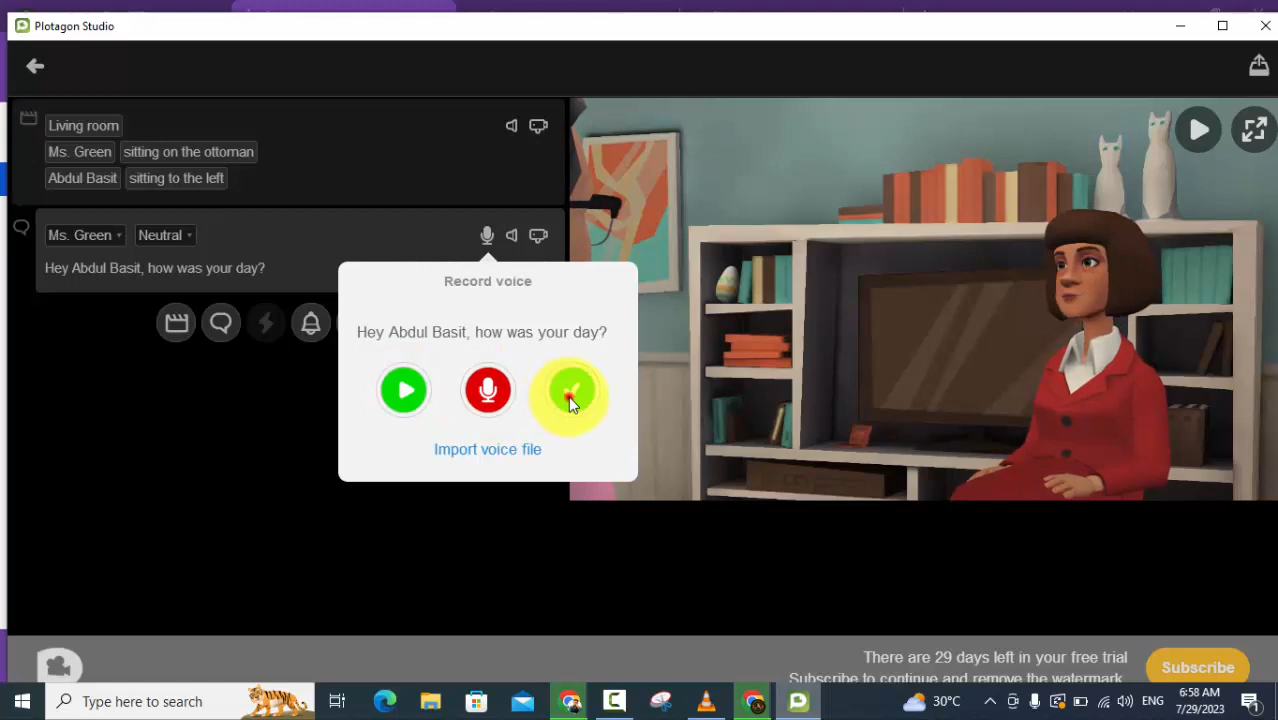 Plotagon Studio
Living room
Ms. Green sitting on the ottoman
Abdul Basit sitting to the left
Ms. Green Neutral
Hey Abdul Basit, how was your day?
Record voice
Hey Abdul Basit, how was your day?
Import voice file
There are 29 days left in your free trial
Subscribe to continue and remove the watermark
Subscribe
Type here to search
30°C
ENG
6:58 AM
7/29/2023
1